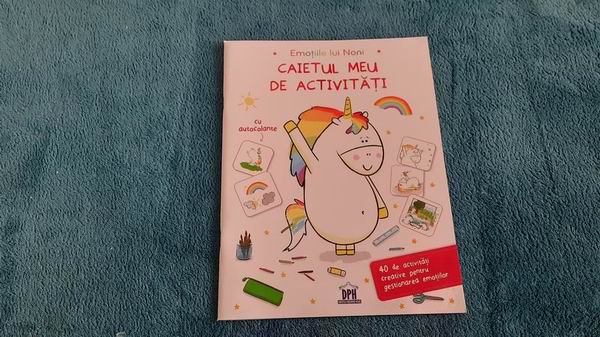 Emoțiile lui Noni
CAIETUL MEU
DE ACTIVITĂȚI
cu
autocolante
40 de activități
creative pentru
gestionarea emoțiilor
DPH